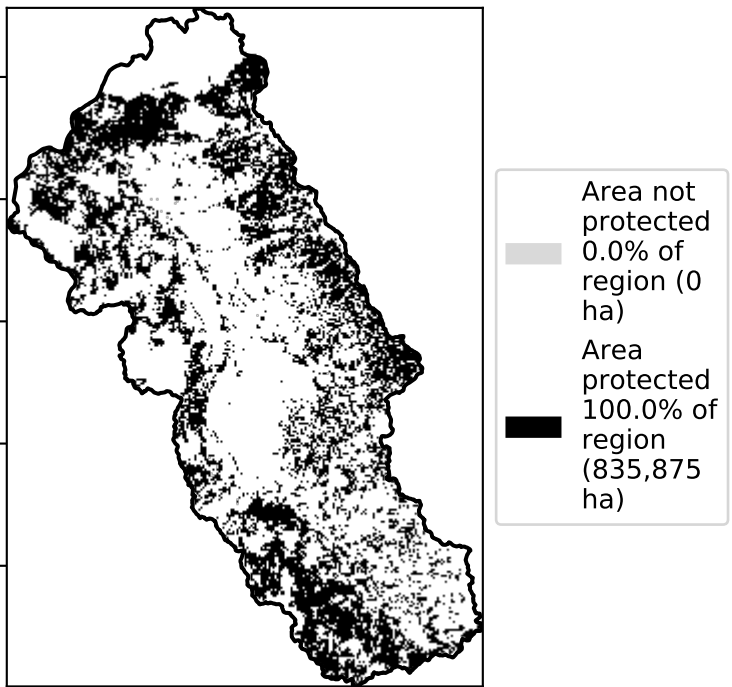 Area not
protected
0.0% of
region (0
ha)
Area
protected
100.0% of
region
(835,875
ha)